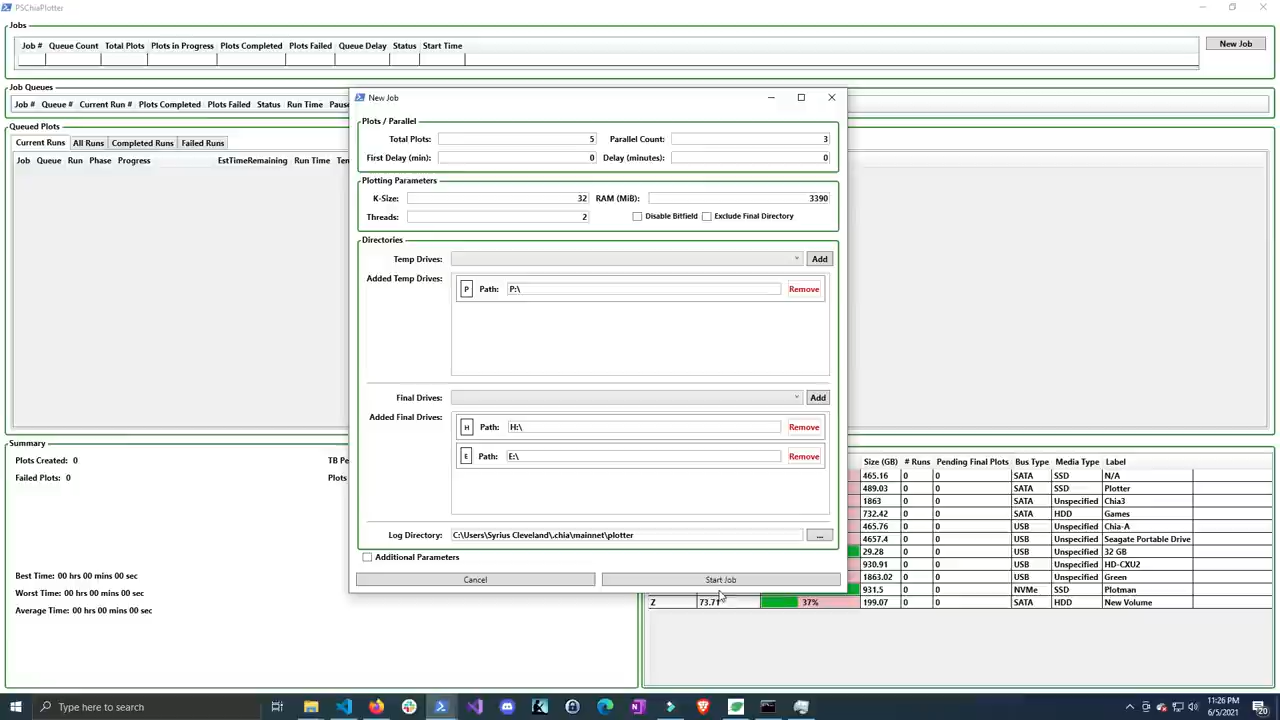 PSChiaPlotter
Jobs
Job # Queue Count Total Plots Plots in Progress Plots Completed Plots Failed Queue Delay Status Start Time
New Job
Job Queues
Job # Queue # Current Run # Plots Completed Plots Failed Status Run Time
Queued Plots
Current Runs All Runs Completed Runs Failed Runs
Job Queue Run Phase Progress EstTimeRemaining Run Time
New Job
Plots / Parallel
Total Plots: 5 Parallel Count: 3
First Delay (min): 0 Delay (minutes): 0
Plotting Parameters
K-Size: 32 RAM (MiB): 3390
Threads: 2 Disable Bitfield Exclude Final Directory
Directories
Temp Drives: Add
Added Temp Drives:
P Path: P:\ Remove
Final Drives: Add
Added Final Drives:
H Path: H:\ Remove
E Path: E:\ Remove
Log Directory: C:\Users\Syrius Cleveland\.chia\mainnet\plotter ...
Additional Parameters
Cancel Start Job
Summary
Plots Created: 0
Failed Plots: 0
Best Time: 00 hrs 00 mins 00 sec
Worst Time: 00 hrs 00 mins 00 sec
Average Time: 00 hrs 00 mins 00 sec
Size (GB) # Runs Pending Final Plots Bus Type Media Type Label
465.16 0 0 SATA SSD N/A
489.03 0 0 SATA SSD Plotter
1863 0 0 SATA Unspecified Chia3
732.42 0 0 SATA HDD Games
465.76 0 0 USB Unspecified Chia-A
4657.4 0 0 USB Unspecified Seagate Portable Drive
29.28 0 0 USB Unspecified 32 GB
930.91 0 0 USB Unspecified HD-CXU2
1863.02 0 0 USB Unspecified Green
931.5 0 0 NVMe SSD Plotman
Z 73.71 37% 199.07 0 0 SATA HDD New Volume
Type here to search
11:26 PM
6/5/2021
20